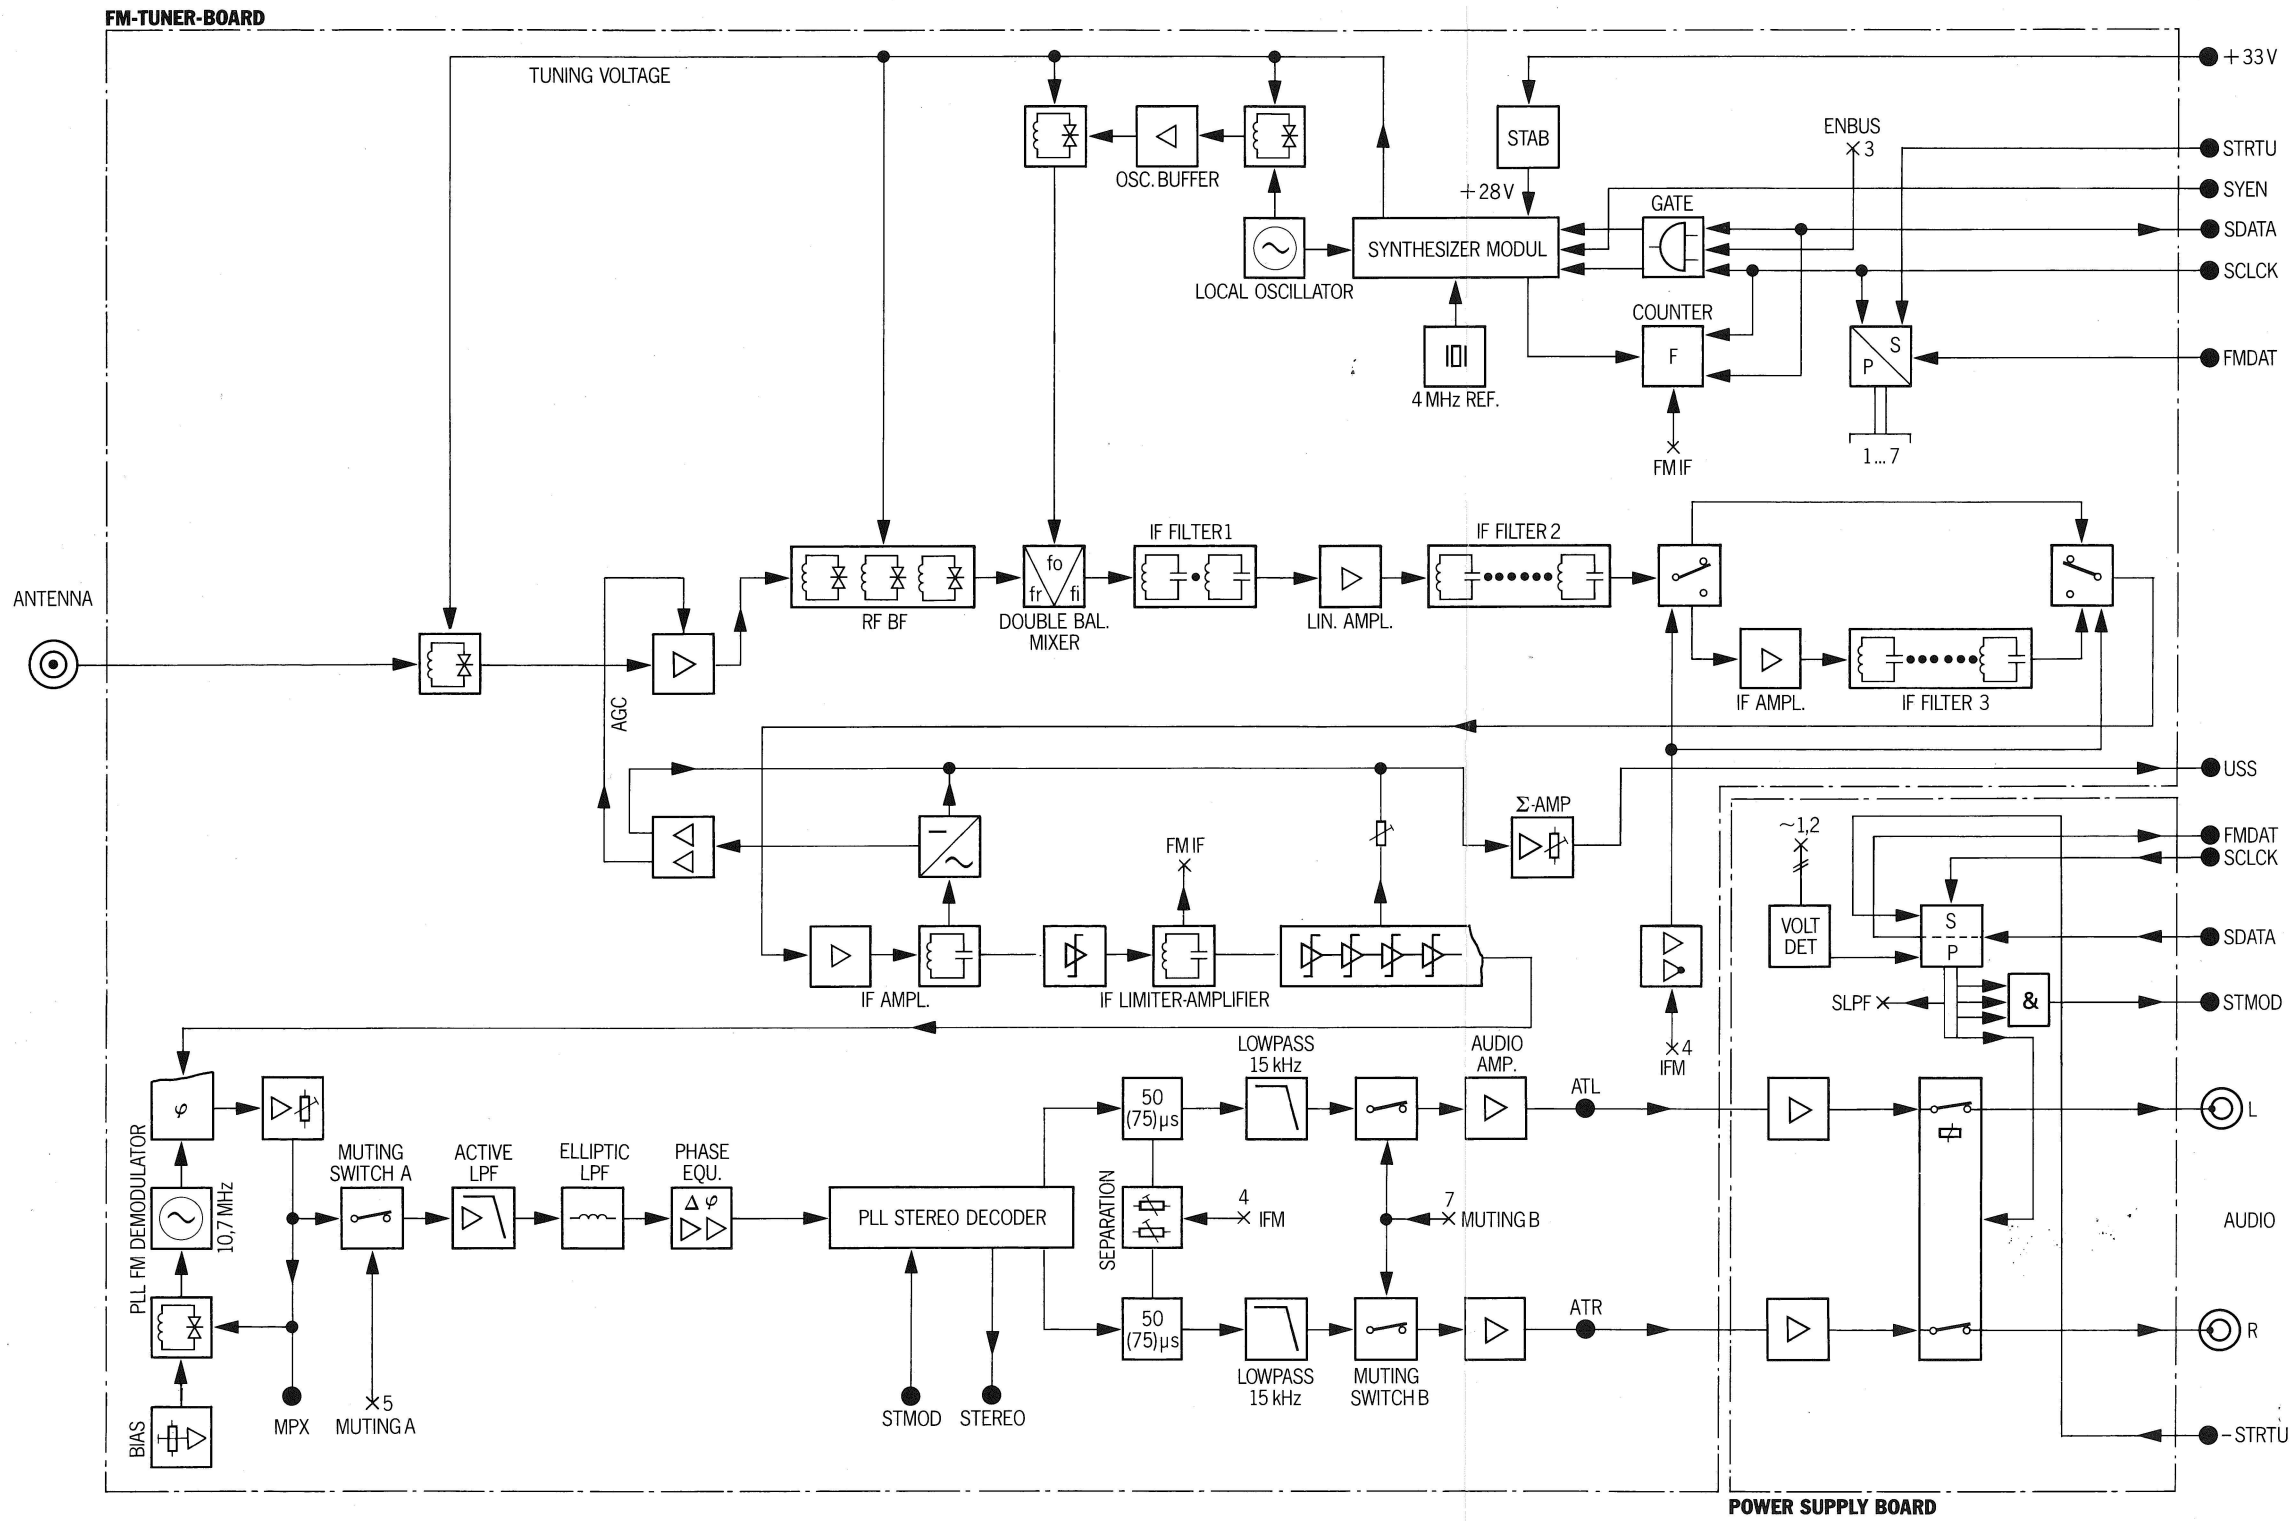 FM-TUNER-BOARD
TUNING VOLTAGE
+33V
STAB
ENBUS
3
STRTU
OSC. BUFFER
+28V
SYEN
GATE
SDATA
SYNTHESIZER MODUL
SCLCK
LOCAL OSCILLATOR
COUNTER
F
S
P
FMDAT
4 MHz REF.
FM IF
1...7
IF FILTER 1
IF FILTER 2
ANTENNA
fo
fr
fi
RF BF
DOUBLE BAL.
MIXER
LIN. AMPL.
AGC
IF AMPL.
IF FILTER 3
USS
Σ-AMP
~1,2
FMDAT
SCLCK
FM IF
VOLT
DET
S
P
SDATA
IF AMPL.
IF LIMITER-AMPLIFIER
SLPF
&
STMOD
4
IFM
LOWPASS
15 kHz
AUDIO
AMP.
ATL
φ
50
(75)µs
L
PLL FM DEMODULATOR
10,7 MHz
MUTING
SWITCH A
ACTIVE
LPF
ELLIPTIC
LPF
PHASE
EQU.
Δ φ
PLL STEREO DECODER
SEPARATION
4
IFM
7
MUTING B
AUDIO
50
(75)µs
ATR
R
LOWPASS
15 kHz
MUTING
SWITCH B
5
MUTING A
MPX
STMOD
STEREO
BIAS
-STRTU
POWER SUPPLY BOARD